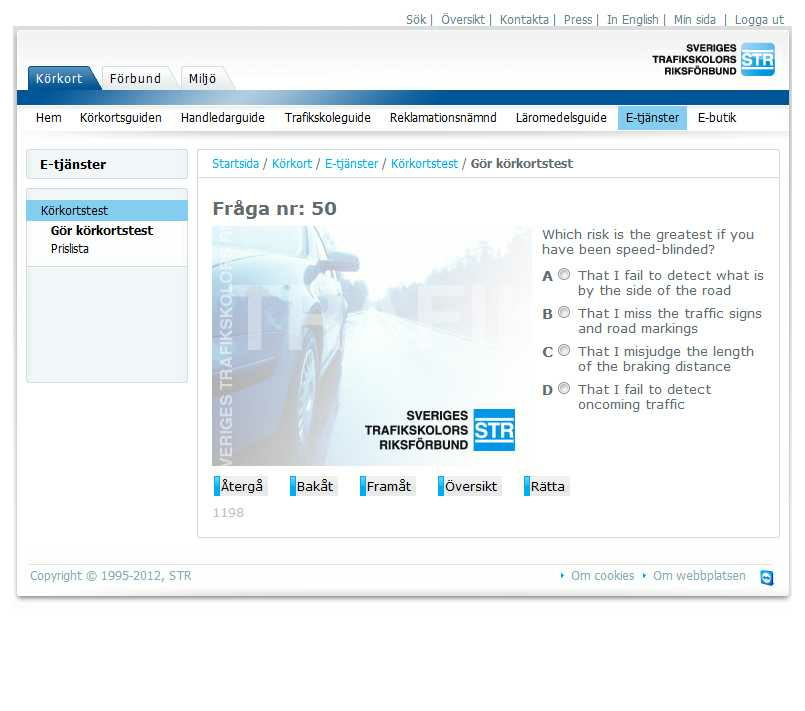 Sök | Översikt | Kontakta | Press | In English | Min sida | Logga ut
SVERIGES
TRAFIKSKOLORS
RIKSFÖRBUND
STR
Körkort Förbund Miljö
Hem Körkortsguiden Handledarguide Trafikskoleguide Reklamationsnämnd Läromedelsguide E-tjänster E-butik
E-tjänster
Startsida / Körkort / E-tjänster / Körkortstest / Gör körkortstest
Körkortstest
Gör körkortstest
Prislista
Fråga nr: 50
SVERIGES TRAFIKSKOLOR
TRAFI
SVERIGES
TRAFIKSKOLORS
RIKSFÖRBUND
STR
Which risk is the greatest if you
have been speed-blinded?
A That I fail to detect what is
by the side of the road
B That I miss the traffic signs
and road markings
C That I misjudge the length
of the braking distance
D That I fail to detect
oncoming traffic
Återgå Bakåt Framåt Översikt Rätta
1198
Copyright © 1995-2012, STR
Om cookies Om webbplatsen